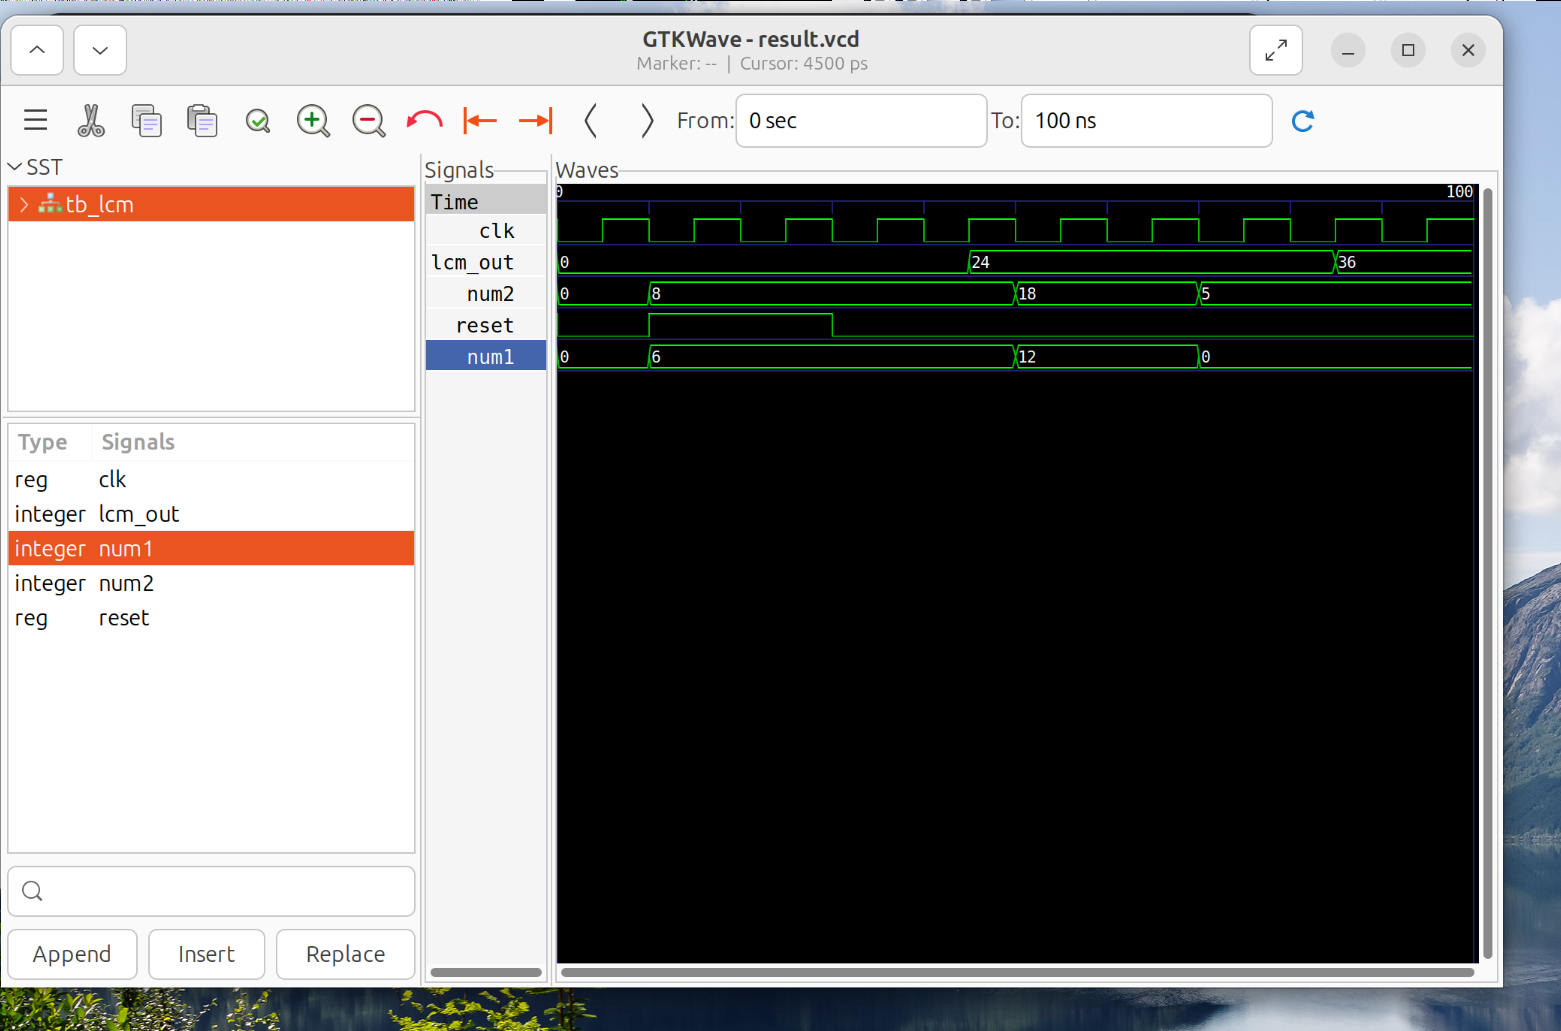 GTKWave - result.vcd
Marker: -- | Cursor: 4500 ps
From: 0 sec To: 100 ns
SST
tb_lcm
Type Signals
reg clk
integer lcm_out
integer num1
integer num2
reg reset
Append Insert Replace
Signals
Time
clk
lcm_out
num2
reset
num1
Waves
0 100
0 24 36
0 8 18 5
0 6 12 0